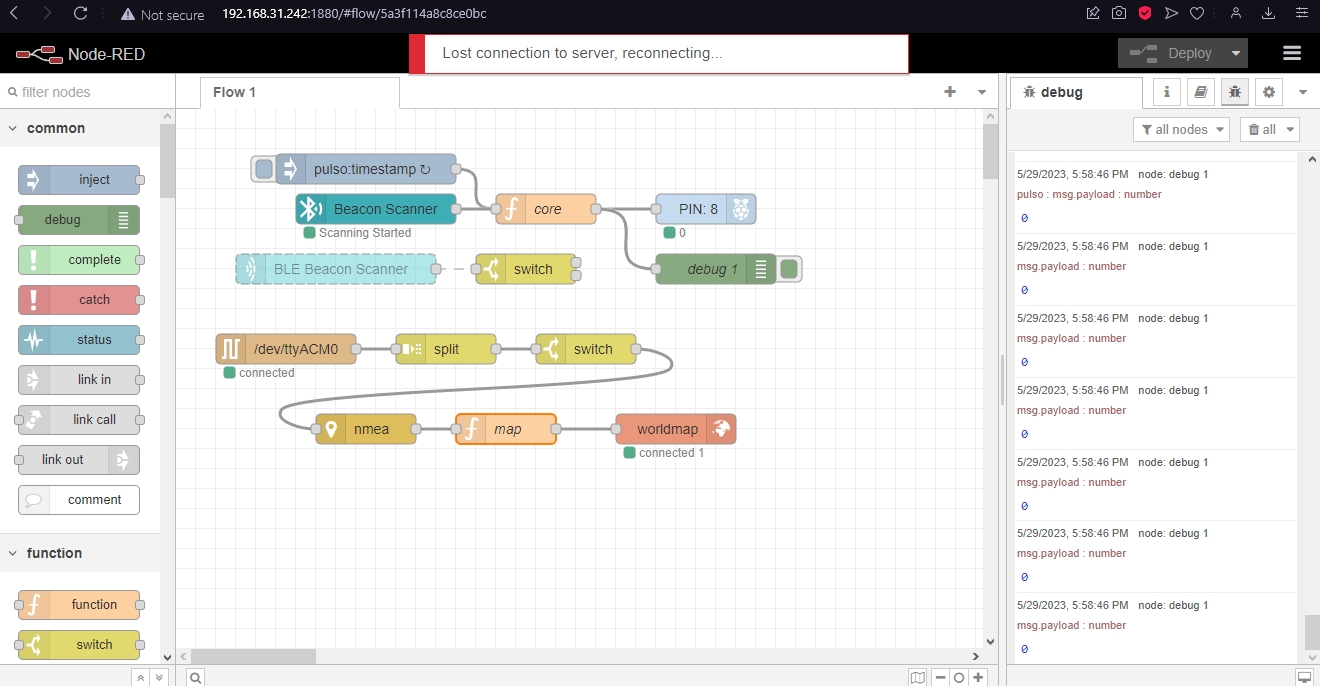 Not secure 192.168.31.242:1880/#flow/5a3f114a8c8ce0bc
Node-RED
Lost connection to server, reconnecting...
Deploy
filter nodes
common
inject
debug
complete
catch
status
link in
link call
link out
comment
function
function
switch
Flow 1
pulso:timestamp ↻
Beacon Scanner
Scanning Started
core
PIN: 8
0
BLE Beacon Scanner
switch
debug 1
/dev/ttyACM0
connected
split
switch
nmea
map
worldmap
connected 1
debug
i
all nodes
all
5/29/2023, 5:58:46 PM node: debug 1
pulso : msg.payload : number
0
5/29/2023, 5:58:46 PM node: debug 1
msg.payload : number
0
5/29/2023, 5:58:46 PM node: debug 1
msg.payload : number
0
5/29/2023, 5:58:46 PM node: debug 1
msg.payload : number
0
5/29/2023, 5:58:46 PM node: debug 1
msg.payload : number
0
5/29/2023, 5:58:46 PM node: debug 1
msg.payload : number
0
5/29/2023, 5:58:46 PM node: debug 1
msg.payload : number
0